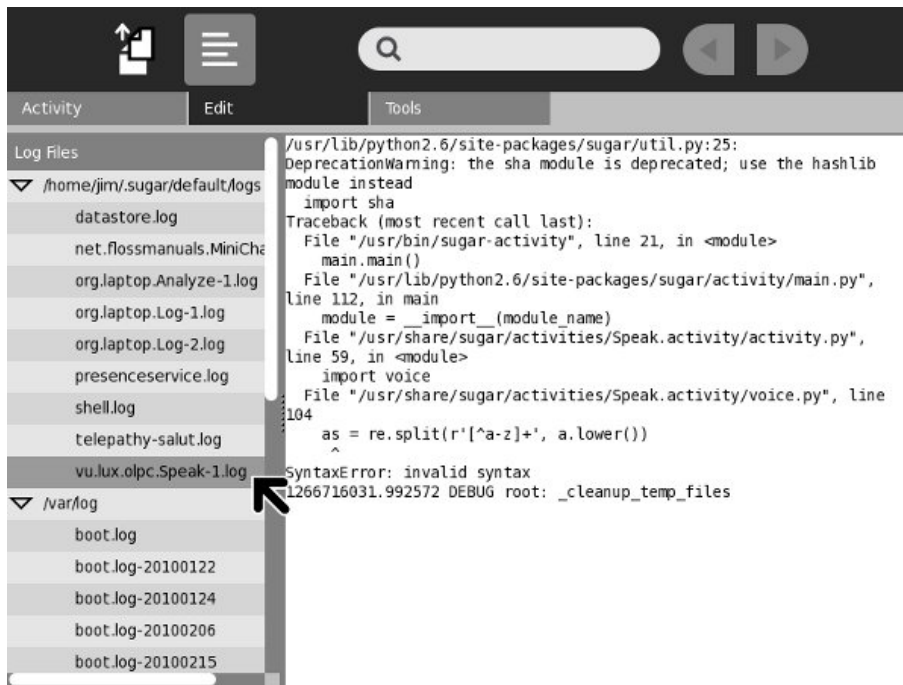 Activity
Edit
Tools
Log Files
/home/jim/.sugar/default/logs
datastore.log
net.flossmanuals.MiniCha
org.laptop.Analyze-1.log
org.laptop.Log-1.log
org.laptop.Log-2.log
presenceservice.log
shell.log
telepathy-salut.log
vu.lux.olpc.Speak-1.log
/var/log
boot.log
boot.log-20100122
boot.log-20100124
boot.log-20100206
boot.log-20100215
/usr/lib/python2.6/site-packages/sugar/util.py:25:
DeprecationWarning: the sha module is deprecated; use the hashlib
module instead
  import sha
Traceback (most recent call last):
  File "/usr/bin/sugar-activity", line 21, in <module>
    main.main()
  File "/usr/lib/python2.6/site-packages/sugar/activity/main.py",
line 112, in main
    module = __import__(module_name)
  File "/usr/share/sugar/activities/Speak.activity/activity.py",
line 59, in <module>
    import voice
  File "/usr/share/sugar/activities/Speak.activity/voice.py", line
104
    as = re.split(r'[^a-z]+', a.lower())
     ^
SyntaxError: invalid syntax
1266716031.992572 DEBUG root: _cleanup_temp_files